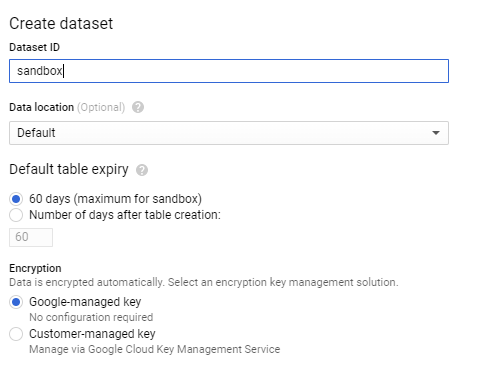 Create dataset
Dataset ID
sandbox
Data location (Optional)
Default
Default table expiry
60 days (maximum for sandbox)
Number of days after table creation:
60
Encryption
Data is encrypted automatically. Select an encryption key management solution.
Google-managed key
No configuration required
Customer-managed key
Manage via Google Cloud Key Management Service